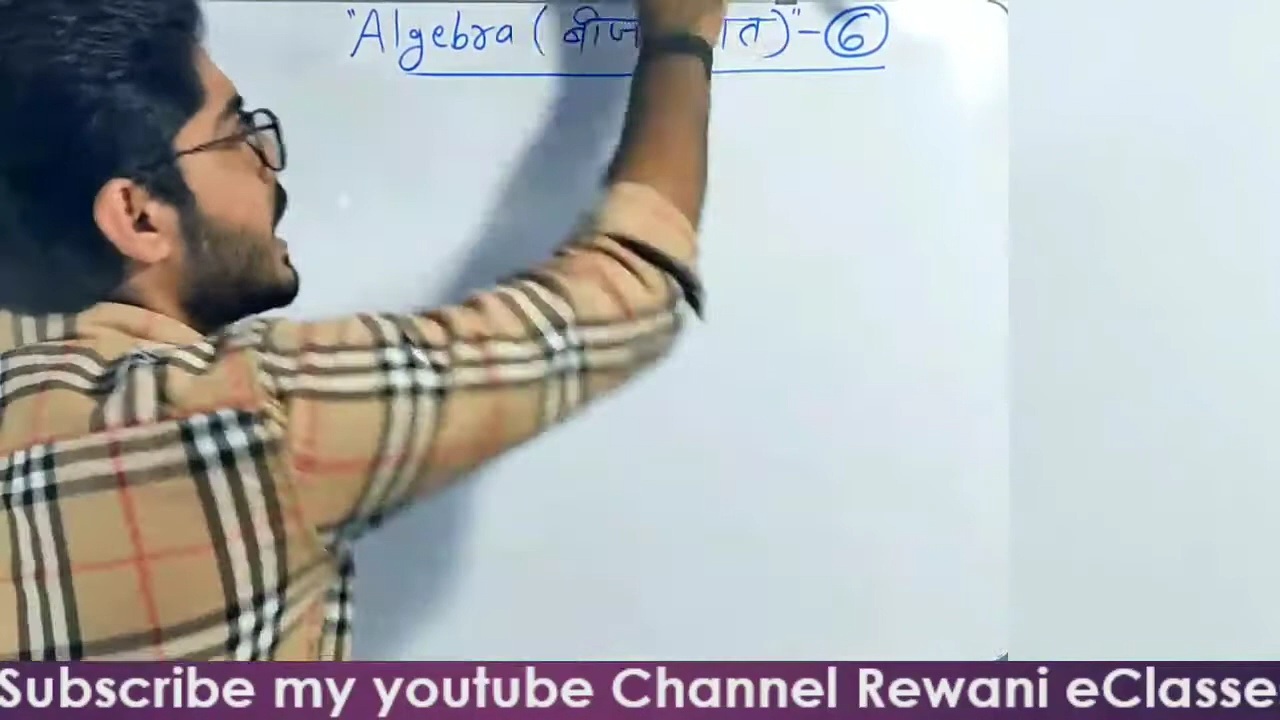 "Algebra ( बीज ात)"-⑥
Subscribe my youtube Channel Rewani eClasse